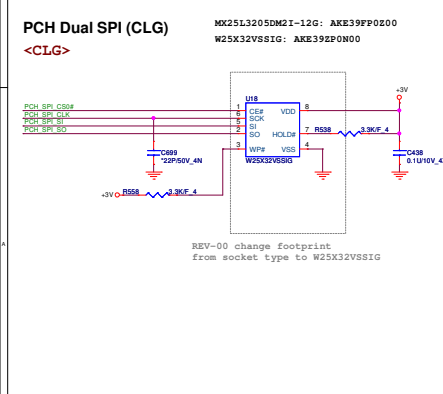 PCH Dual SPI (CLG)
<CLG>
MX25L3205DM2I-12G: AKE39FP0Z00
W25X32VSSIG: AKE39ZP0N00
+3V
U18
PCH_SPI_CS0# 1 CE# VDD 8
PCH_SPI_CLK 6 SCK
PCH_SPI_SI 5 SI HOLD# 7 R538 3.3K/F_4
PCH_SPI_SO 2 SO
3 WP# VSS 4
W25X32VSSIG
C699
*22P/50V_4N
C438
0.1U/10V_4
+3V R558 3.3K/F_4
A
REV-00 change footprint
from socket type to W25X32VSSIG